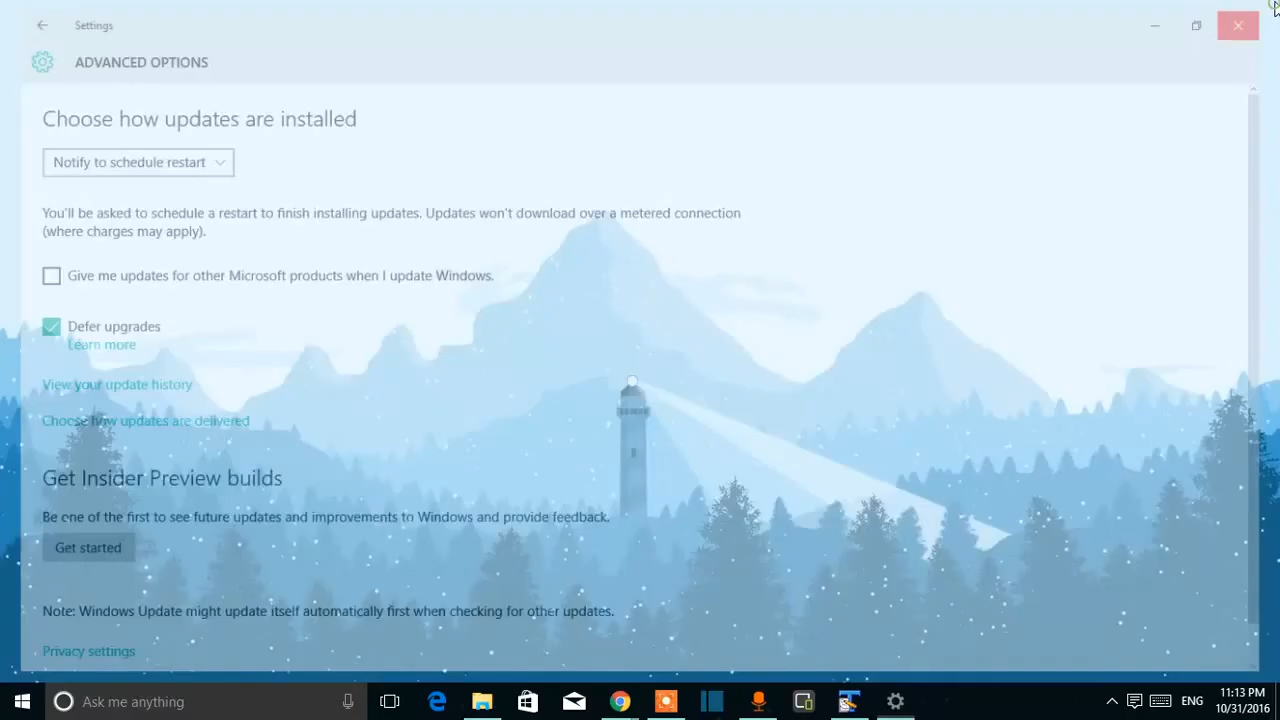 Settings
ADVANCED OPTIONS
Choose how updates are installed
Notify to schedule restart
You'll be asked to schedule a restart to finish installing updates. Updates won't download over a metered connection
(where charges may apply).
Give me updates for other Microsoft products when I update Windows.
Defer upgrades
Learn more
View your update history
Choose how updates are delivered
Get Insider Preview builds
Be one of the first to see future updates and improvements to Windows and provide feedback.
Get started
Note: Windows Update might update itself automatically first when checking for other updates.
Privacy settings
Ask me anything
ENG
11:13 PM
10/31/2016